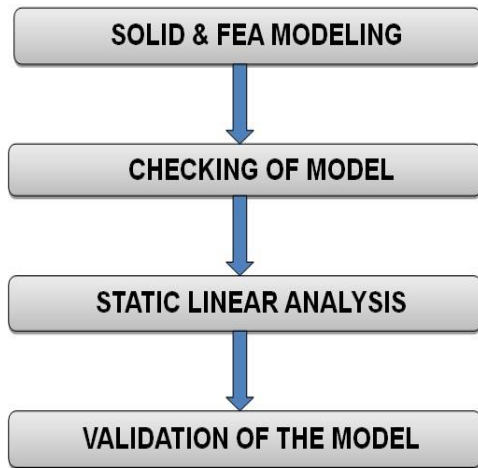 SOLID & FEA MODELING
CHECKING OF MODEL
STATIC LINEAR ANALYSIS
VALIDATION OF THE MODEL